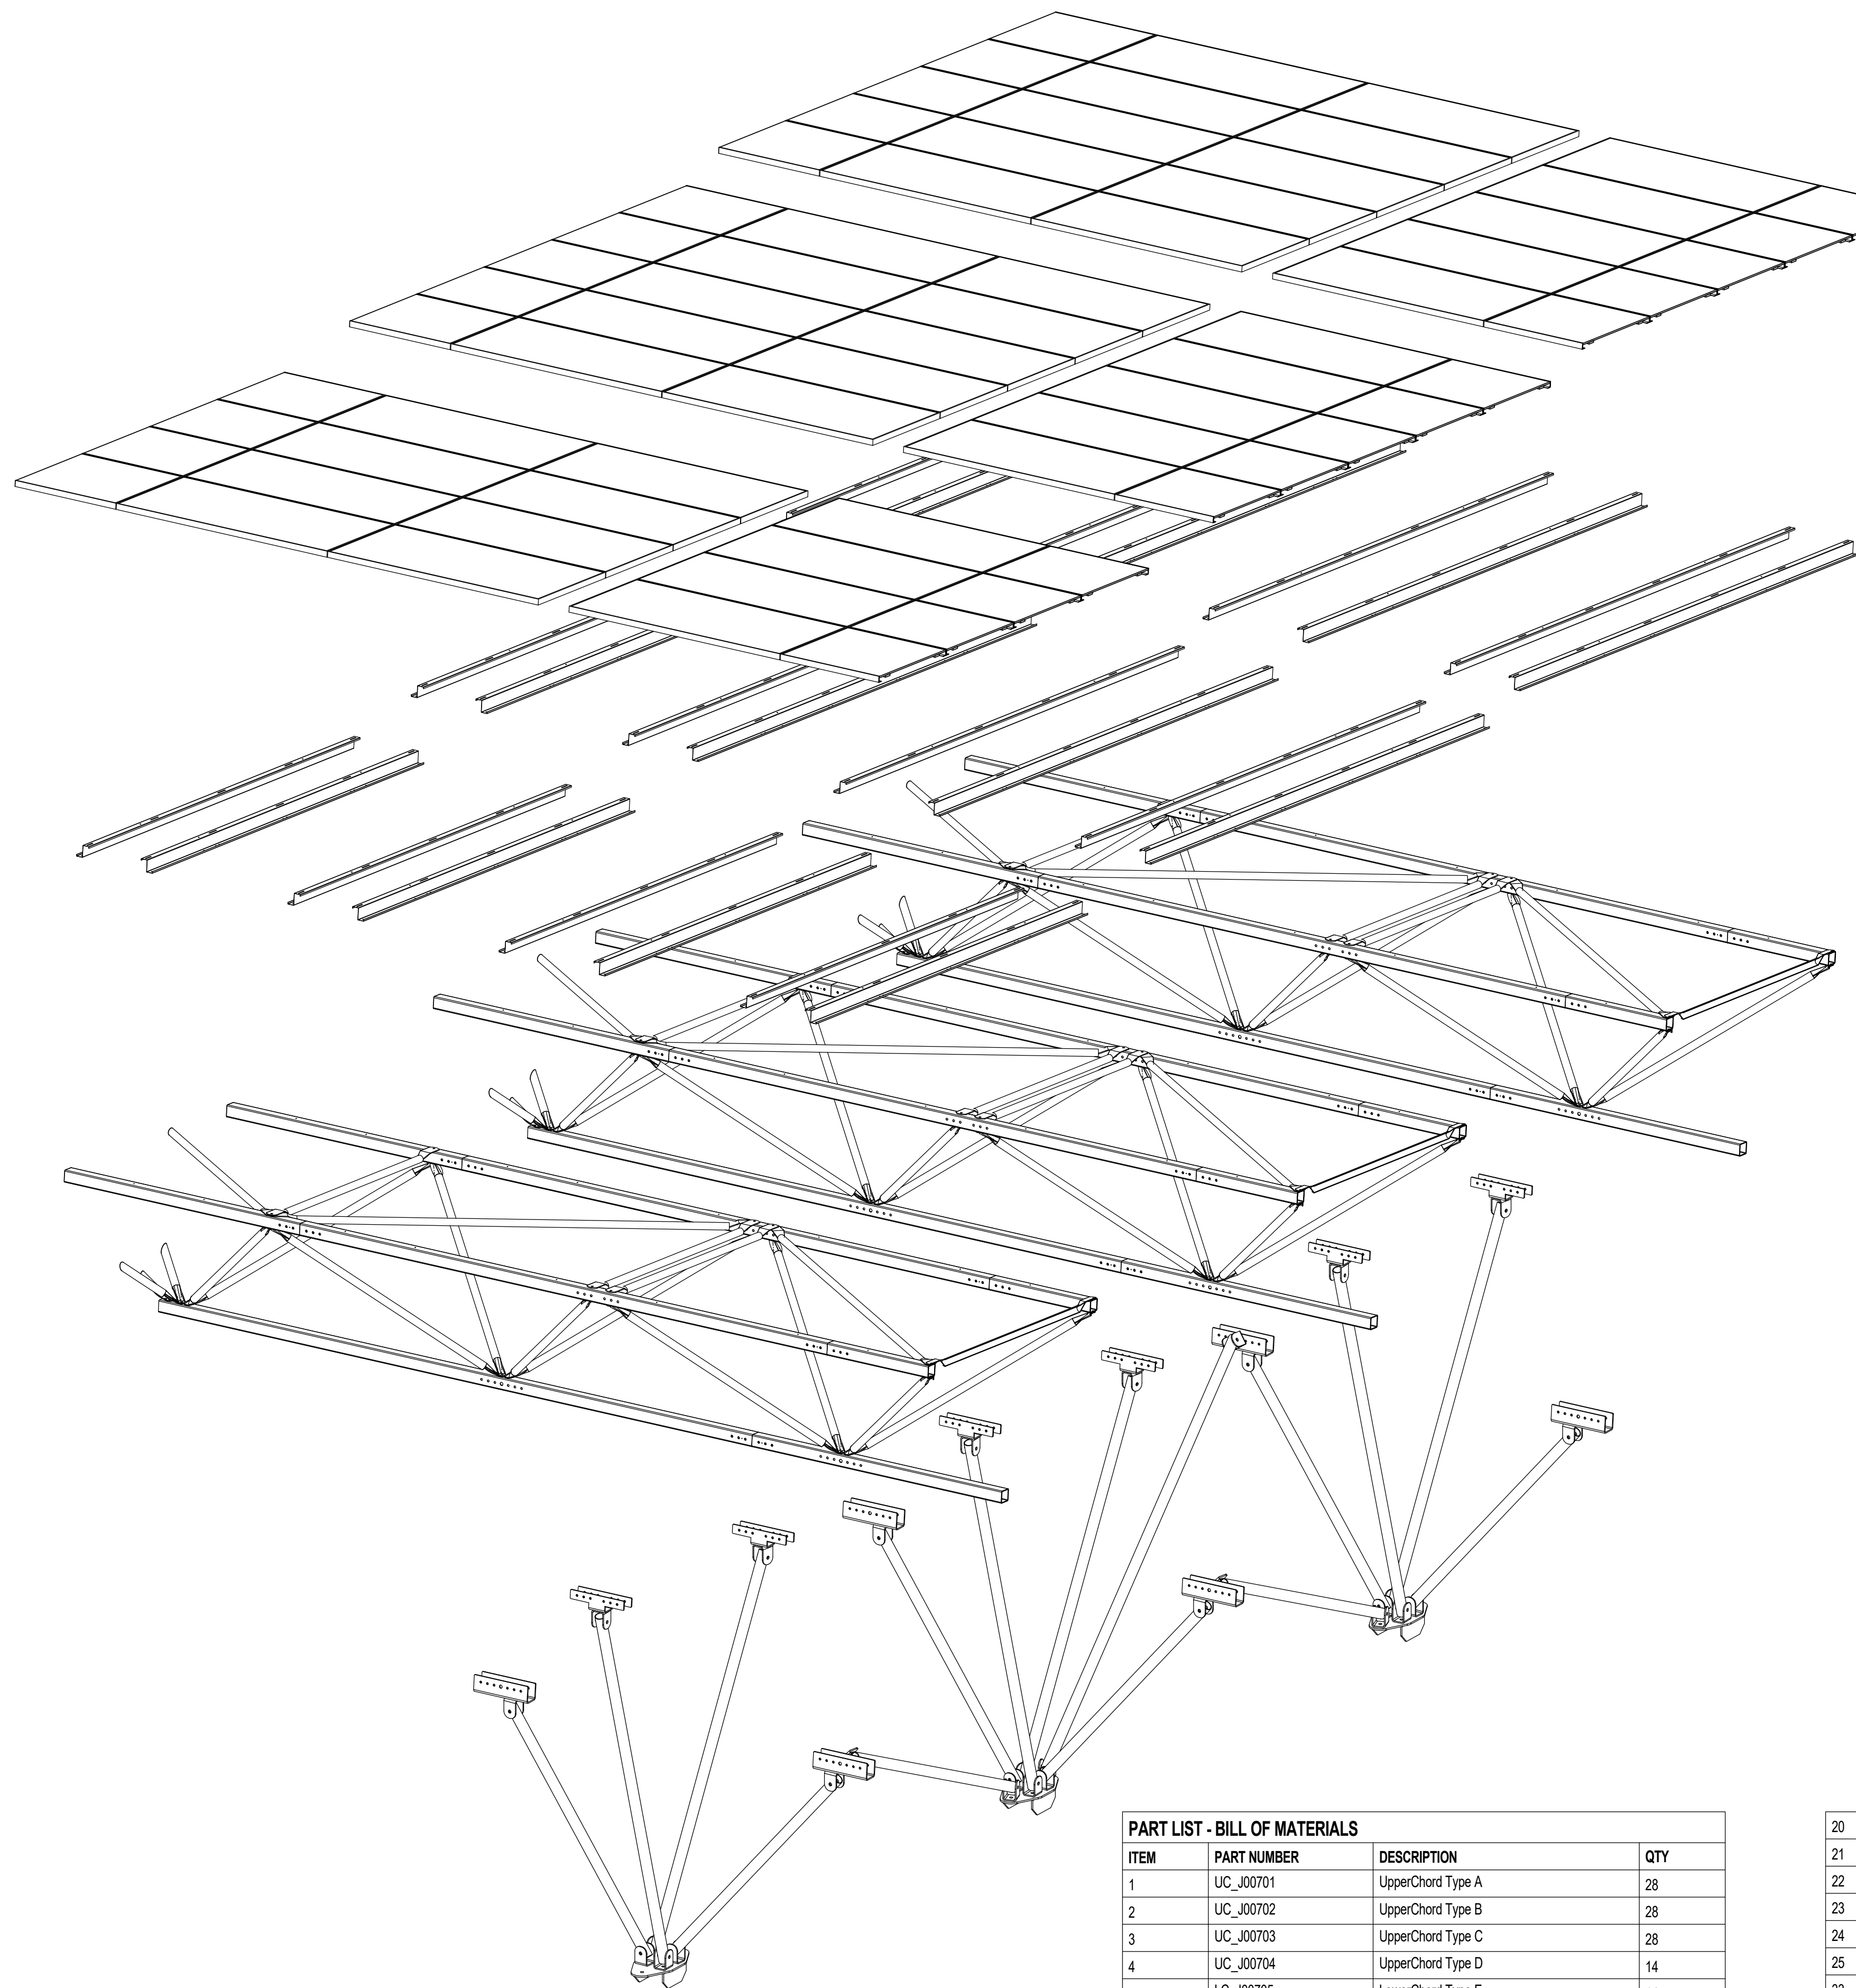 PART LIST - BILL OF MATERIALS
ITEM PART NUMBER DESCRIPTION QTY
1 UC_J00701 UpperChord Type A 28
2 UC_J00702 UpperChord Type B 28
3 UC_J00703 UpperChord Type C 28
4 UC_J00704 UpperChord Type D 14
20
21
22
23
24
25